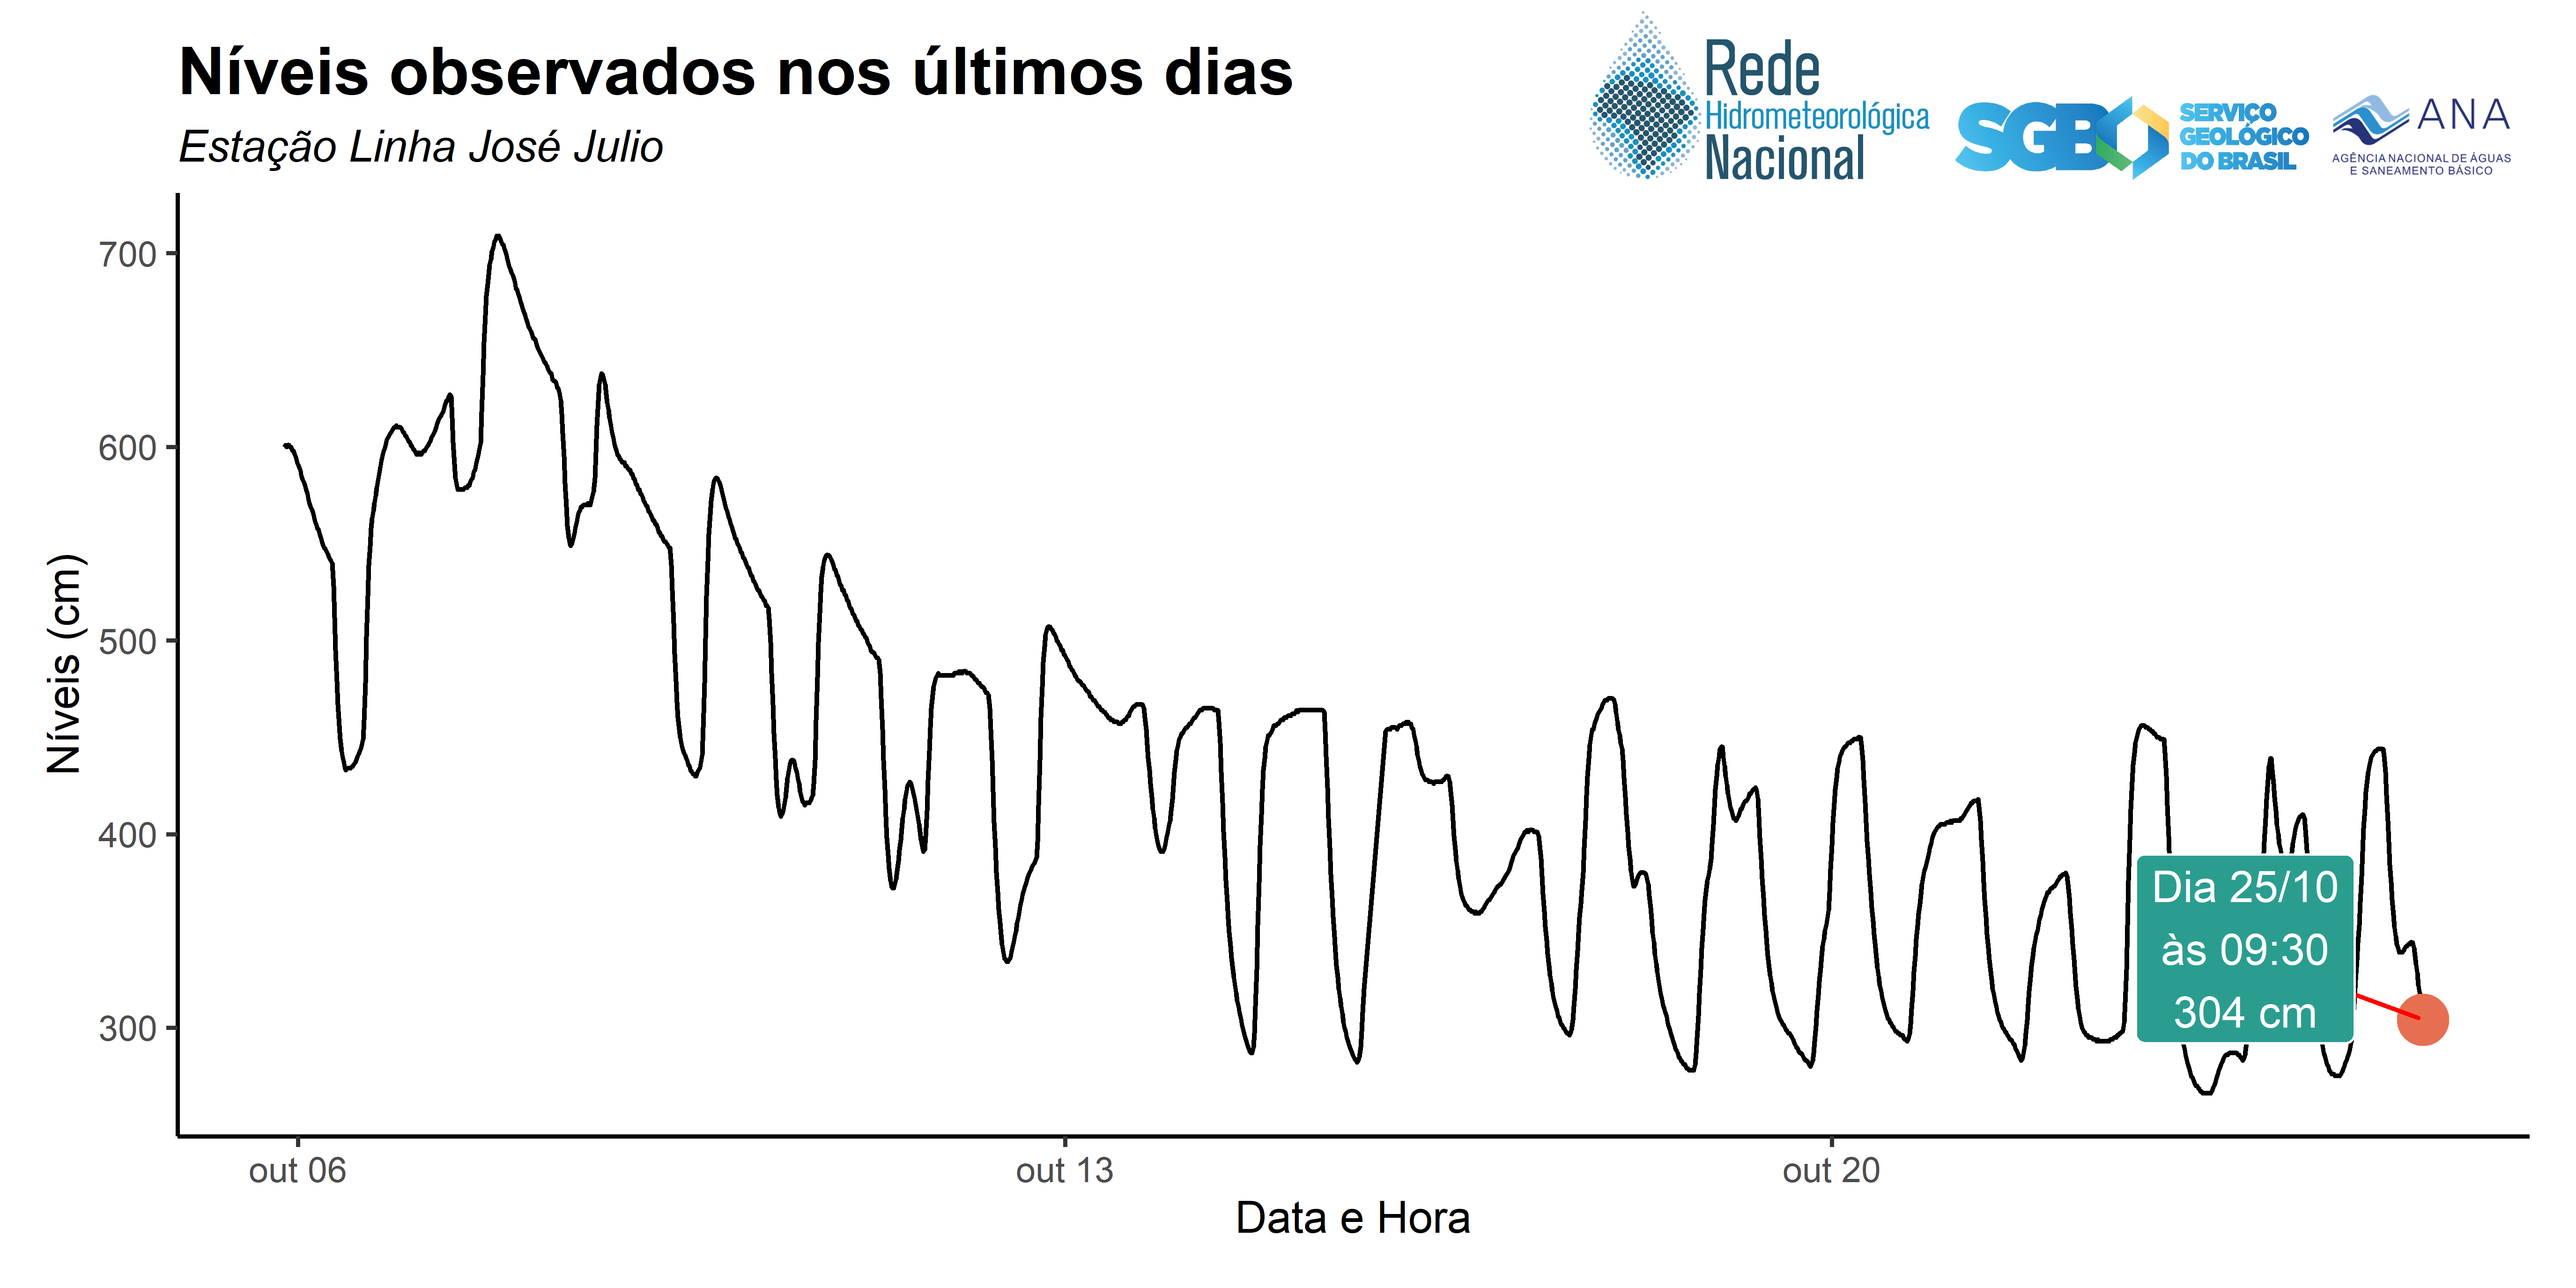 Níveis observados nos últimos dias
Estação Linha José Julio
Rede
Hidrometeorológica
Nacional
SGB
SERVIÇO
GEOLÓGICO
DO BRASIL
ANA
AGÊNCIA NACIONAL DE ÁGUAS
E SANEAMENTO BÁSICO
Níveis (cm)
700
600
500
400
300
Dia 25/10
às 09:30
304 cm
out 06
out 13
out 20
Data e Hora